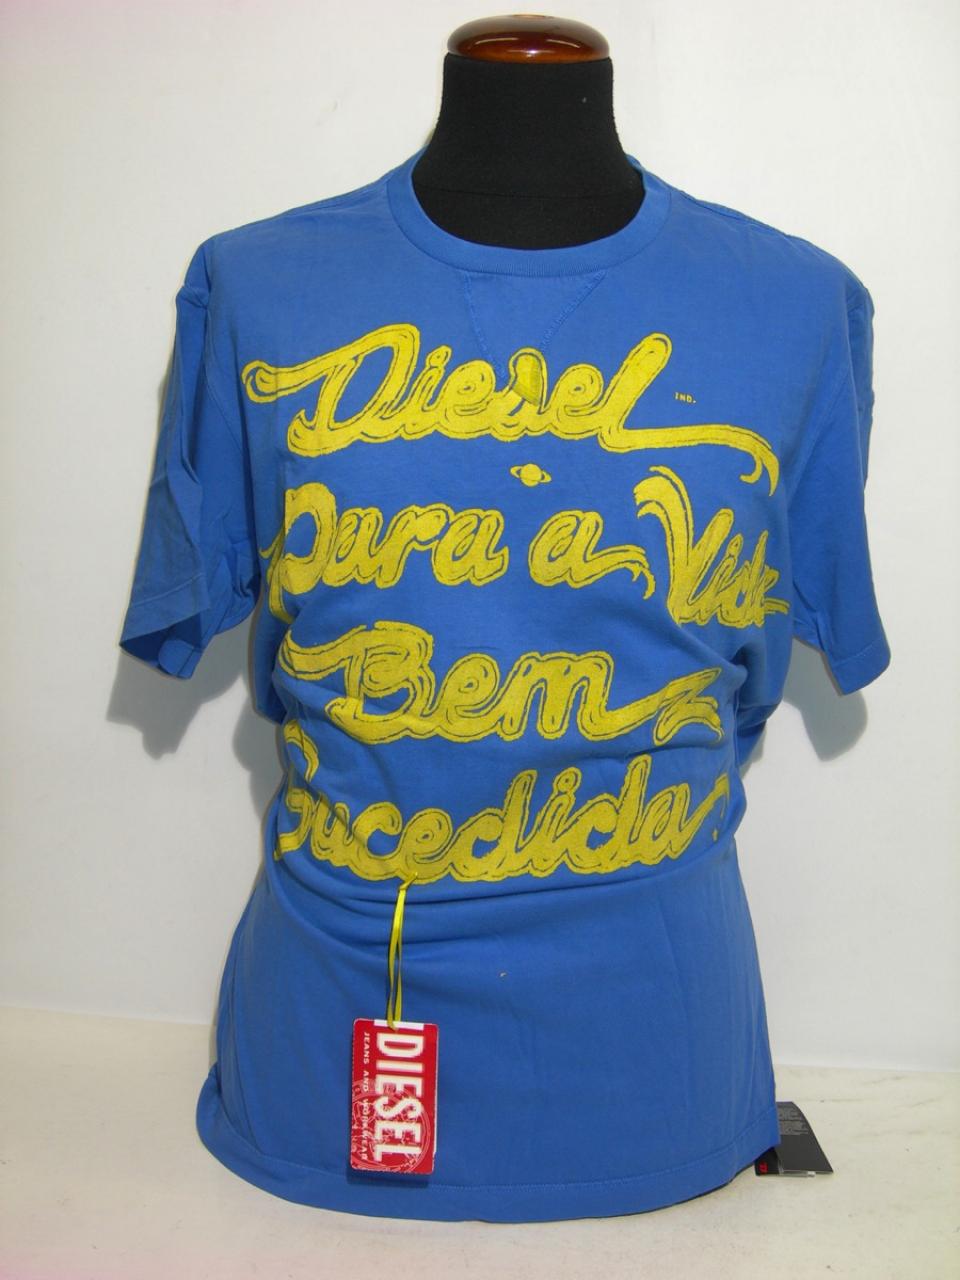 Diesel
IND.
Para a Vida
Bem
Sucedida!
DIESEL
JEANS AND WORKWEAR